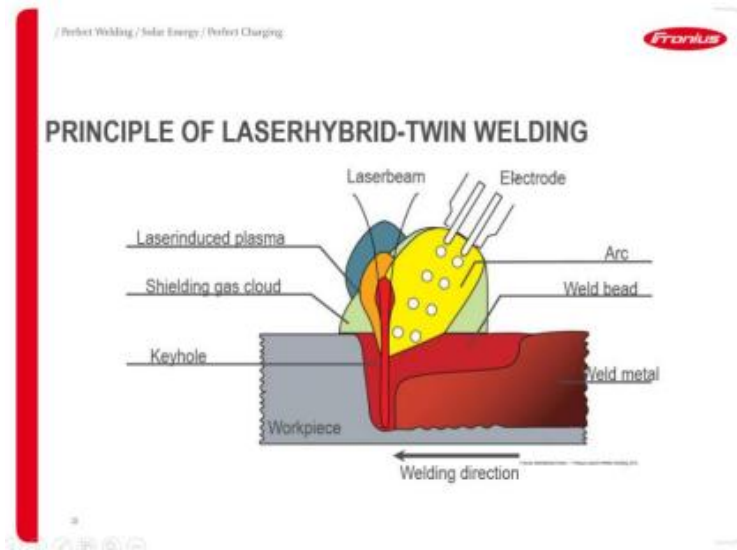 / Perfect Welding / Solar Energy / Perfect Charging
Fronius
PRINCIPLE OF LASERHYBRID-TWIN WELDING
Laserbeam
Electrode
Laserinduced plasma
Arc
Shielding gas cloud
Weld bead
Keyhole
Weld metal
Workpiece
Welding direction